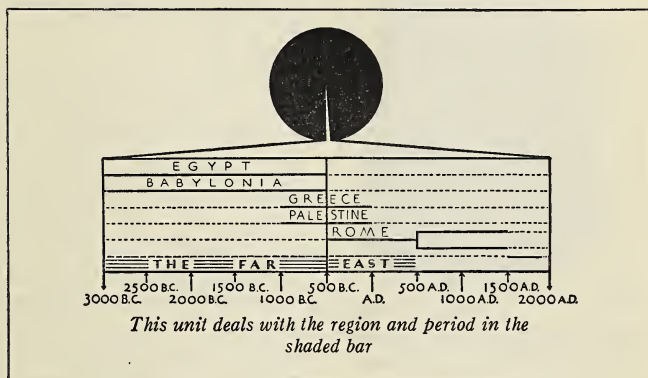 EGYPT
BABYLONIA
GREECE
PALESTINE
ROME
THE FAR EAST
3000 B.C. 2500 B.C. 2000 B.C. 1500 B.C. 1000 B.C. 500 B.C. A.D. 500 A.D. 1000 A.D. 1500 A.D. 2000 A.D.
This unit deals with the region and period in the
shaded bar